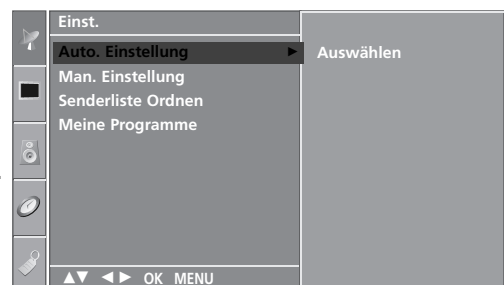 Einst.
Auto. Einstellung ► Auswählen
Man. Einstellung
Senderliste Ordnen
Meine Programme
▲▼ ◄► OK MENU